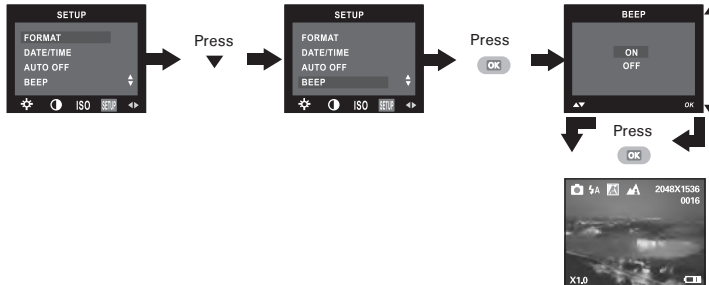 SETUP
FORMAT
DATE/TIME
AUTO OFF
BEEP
ISO SETUP
Press
SETUP
FORMAT
DATE/TIME
AUTO OFF
BEEP
ISO SETUP
Press
OK
BEEP
ON
OFF
OK
Press
OK
A 2048X1536
0016
X1.0